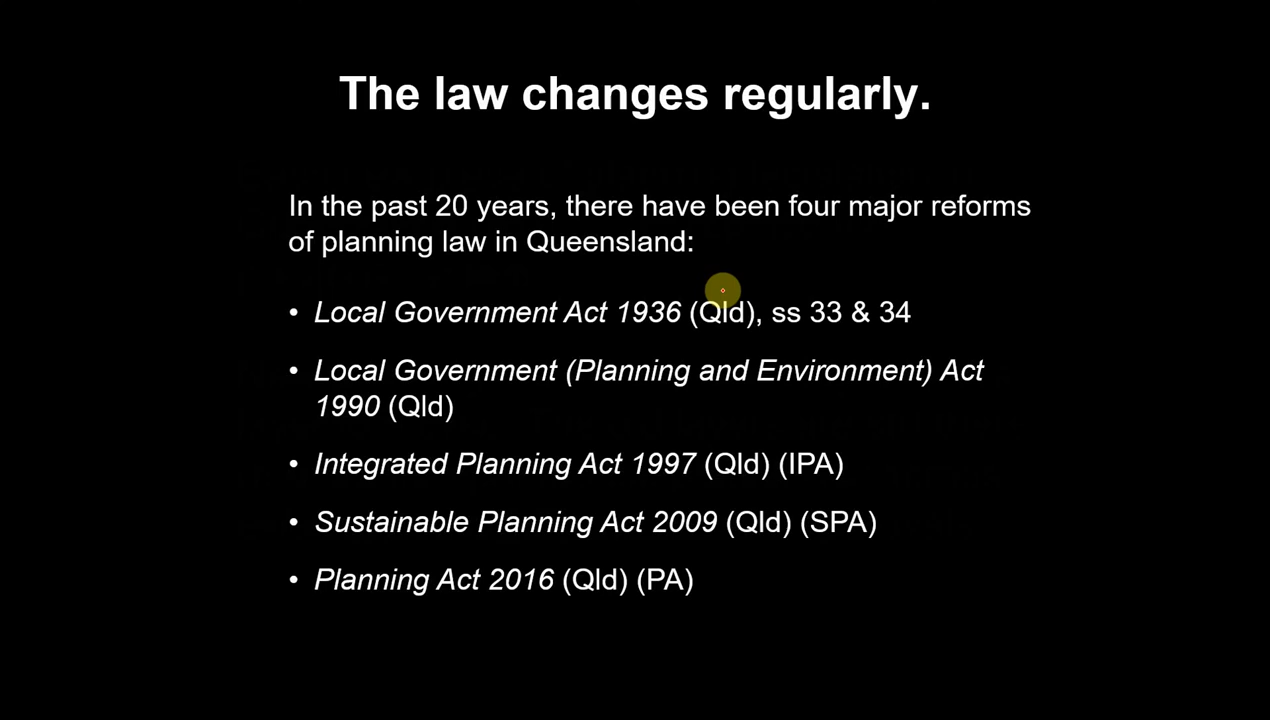 The law changes regularly.
In the past 20 years, there have been four major reforms
of planning law in Queensland:
• Local Government Act 1936 (Qld), ss 33 & 34
• Local Government (Planning and Environment) Act
1990 (Qld)
• Integrated Planning Act 1997 (Qld) (IPA)
• Sustainable Planning Act 2009 (Qld) (SPA)
• Planning Act 2016 (Qld) (PA)